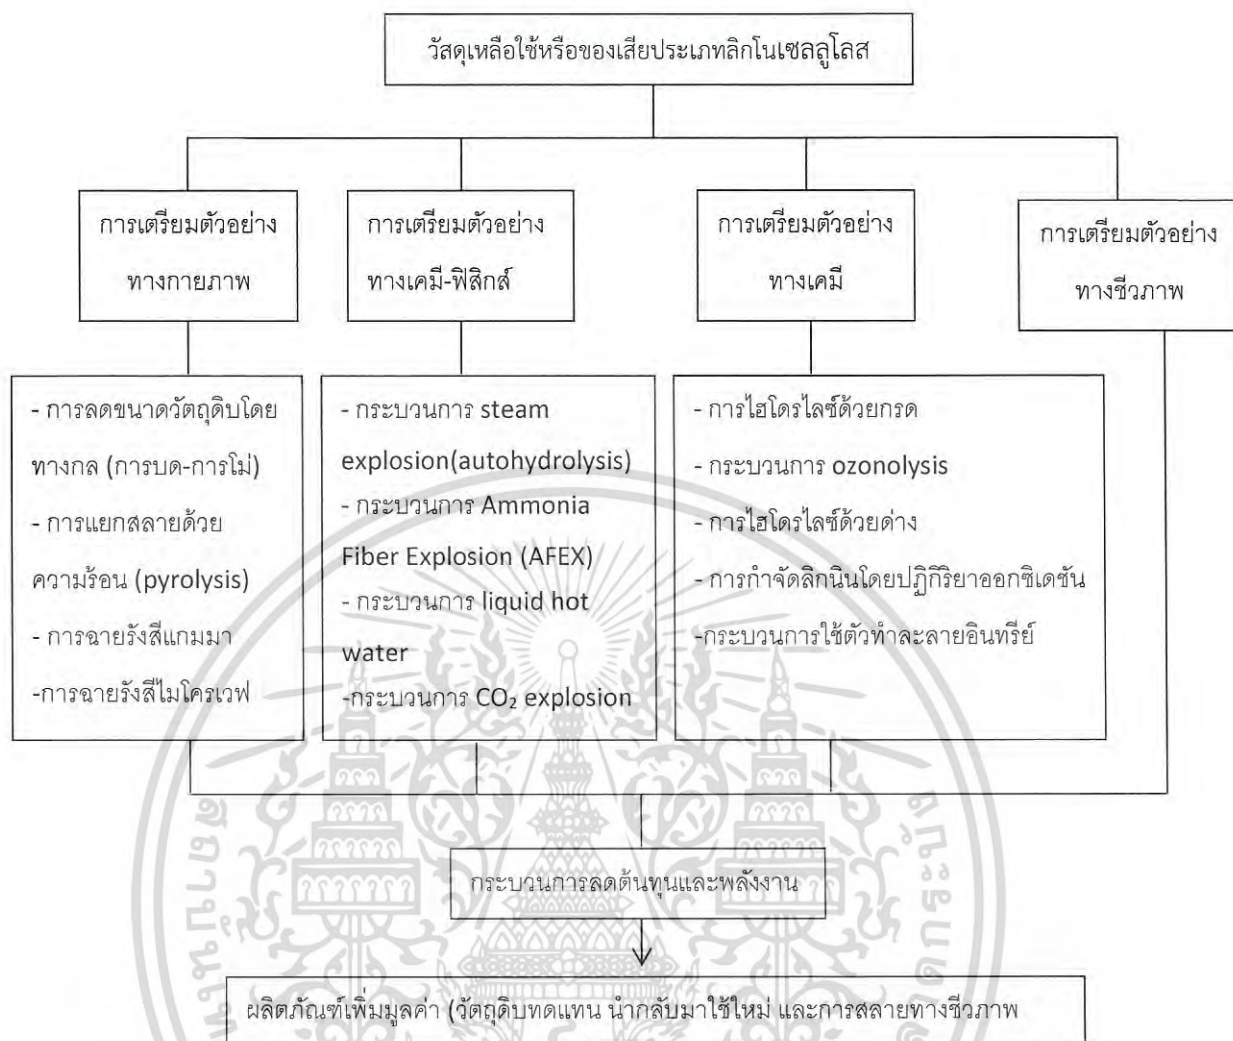 วัสดุเหลือใช้หรือของเสียประเภทลิกโนเซลลูโลส
การเตรียมตัวอย่าง
ทางกายภาพ
การเตรียมตัวอย่าง
ทางเคมี-ฟิสิกส์
การเตรียมตัวอย่าง
ทางเคมี
การเตรียมตัวอย่าง
ทางชีวภาพ
- การลดขนาดวัตถุดิบโดย
ทางกล (การบด-การโม่)
- การแยกสลายด้วย
ความร้อน (pyrolysis)
- การฉายรังสีแกมมา
-การฉายรังสีไมโครเวฟ
- กระบวนการ steam
explosion(autohydrolysis)
- กระบวนการ Ammonia
Fiber Explosion (AFEX)
- กระบวนการ liquid hot
water
-กระบวนการ CO₂ explosion
- การไฮโดรไลซ์ด้วยกรด
- กระบวนการ ozonolysis
- การไฮโดรไลซ์ด้วยด่าง
- การกำจัดลิกนินโดยปฏิกิริยาออกซิเดชัน
-กระบวนการใช้ตัวทำละลายอินทรีย์
กระบวนการลดต้นทุนและพลังงาน
ผลิตภัณฑ์เพิ่มมูลค่า (วัตถุดิบทดแทน นำกลับมาใช้ใหม่ และการสลายทางชีวภาพ